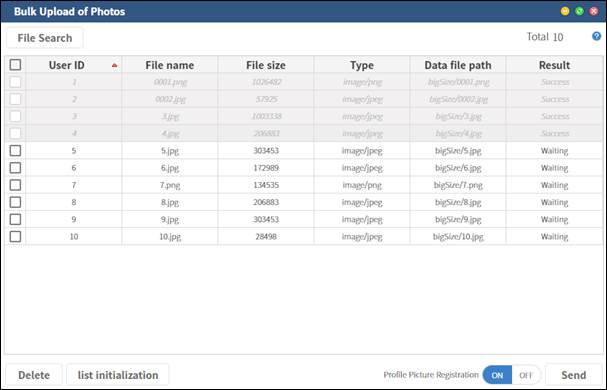 Bulk Upload of Photos
File Search Total 10 ?
User ID File name File size Type Data file path Result
1 0001.png 1026482 image/png bigSize/0001.png Success
2 0002.jpg 57925 image/jpeg bigSize/0002.jpg Success
3 3.jpg 1003338 image/jpeg bigSize/3.jpg Success
4 4.jpg 206883 image/jpeg bigSize/4.jpg Success
5 5.jpg 303453 image/jpeg bigSize/5.jpg Waiting
6 6.jpg 172989 image/jpeg bigSize/6.jpg Waiting
7 7.png 134535 image/png bigSize/7.png Waiting
8 8.jpg 206883 image/jpeg bigSize/8.jpg Waiting
9 9.jpg 303453 image/jpeg bigSize/9.jpg Waiting
10 10.jpg 28498 image/jpeg bigSize/10.jpg Waiting
Delete list initialization Profile Picture Registration ON OFF Send